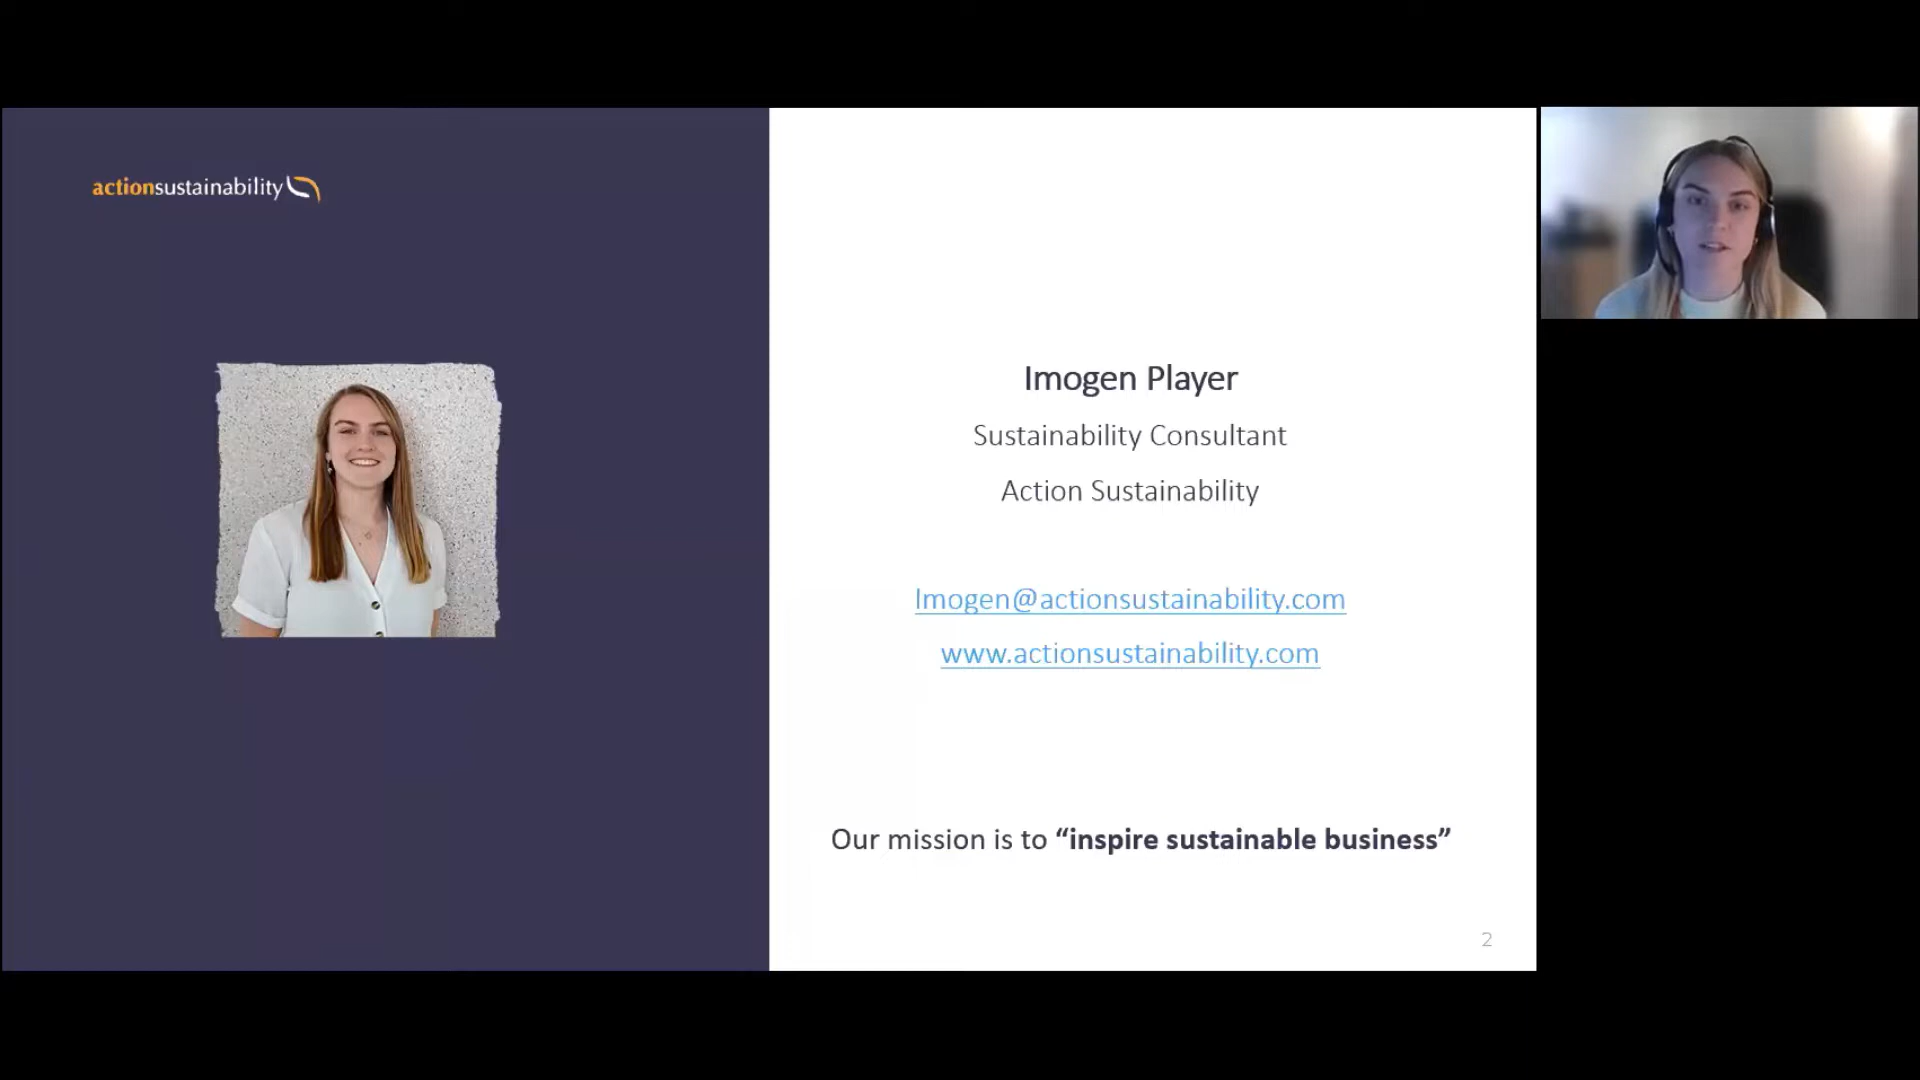 actionsustainability
Imogen Player
Sustainability Consultant
Action Sustainability
Imogen@actionsustainability.com
www.actionsustainability.com
Our mission is to “inspire sustainable business”
2